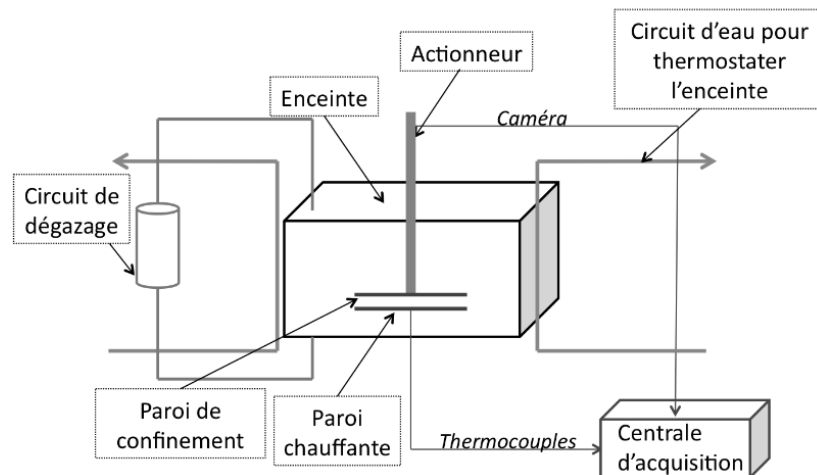 Circuit d’eau pour
thermostater
l’enceinte
Actionneur
Enceinte
Caméra
Circuit de
dégazage
Paroi de
confinement
Paroi
chauffante
Thermocouples
Centrale
d’acquisition